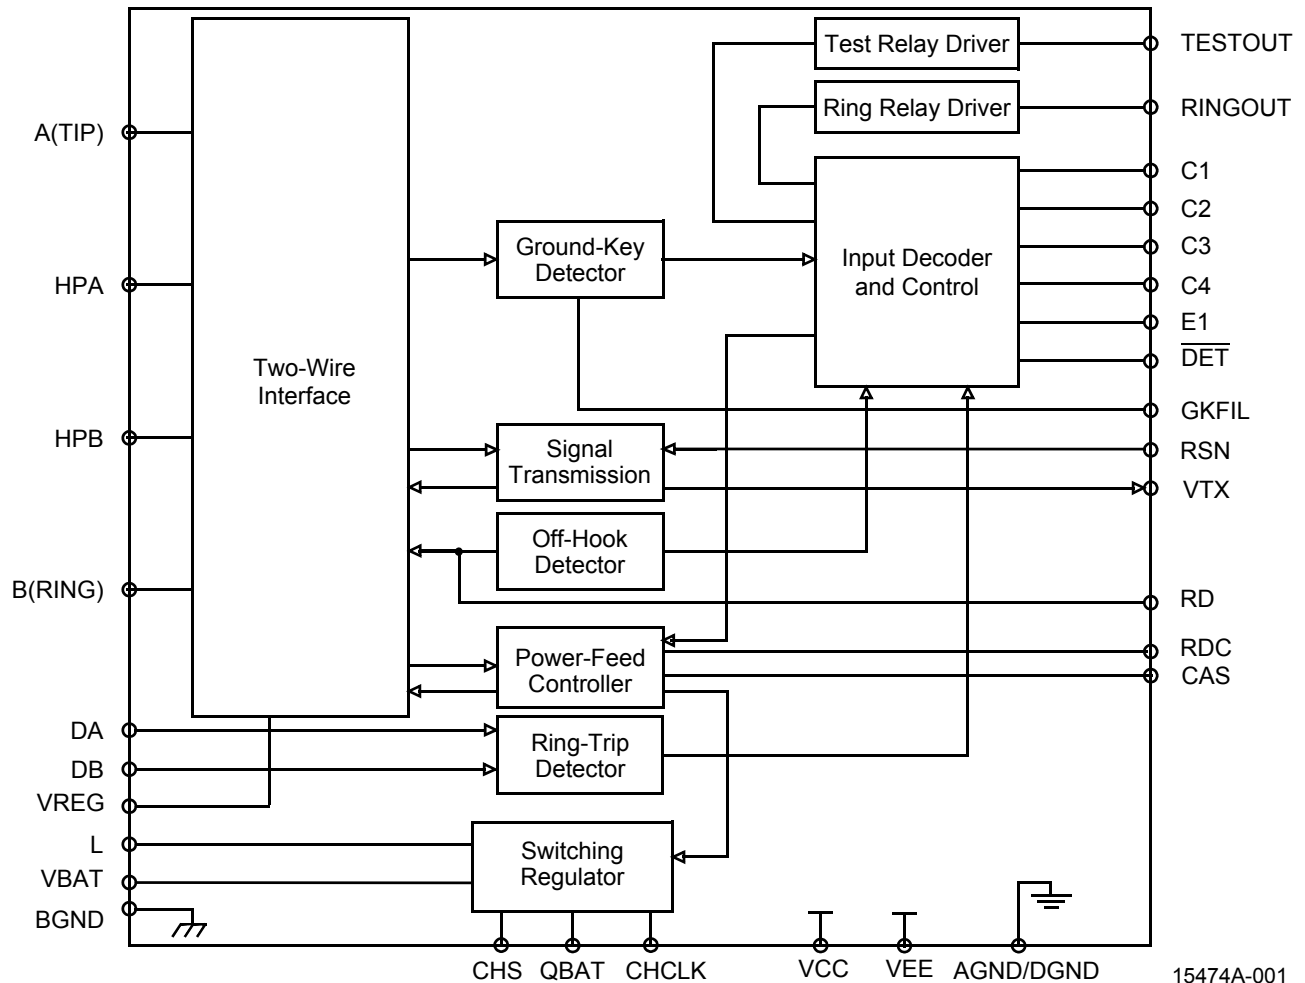 Test Relay Driver
TESTOUT
Ring Relay Driver
RINGOUT
A(TIP)
C1
C2
Ground-Key
Detector
Input Decoder
and Control
C3
HPA
C4
E1
Two-Wire
Interface
DET
GKFIL
HPB
Signal
Transmission
RSN
VTX
Off-Hook
Detector
B(RING)
RD
Power-Feed
Controller
RDC
CAS
DA
Ring-Trip
Detector
DB
VREG
L
Switching
Regulator
VBAT
BGND
CHS
QBAT
CHCLK
VCC
VEE
AGND/DGND
15474A-001